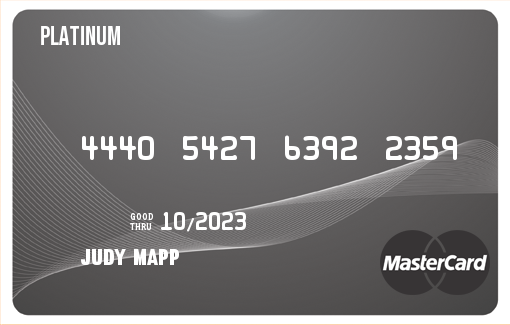 PLATINUM
4440 5427 6392 2359
GOOD THRU 10/2023
JUDY MAPP
MasterCard